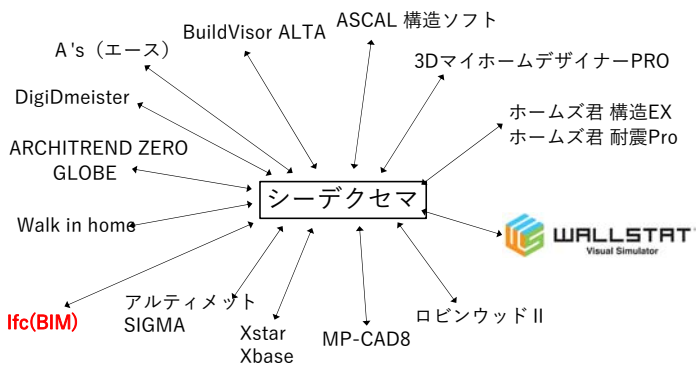 ASCAL 構造ソフト
BuildVisor ALTA
A's（エース）
3DマイホームデザイナーPRO
DigiDmeister
ホームズ君 構造EX
ホームズ君 耐震Pro
ARCHITREND ZERO
GLOBE
シーデクセマ
Walk in home
WALLSTAT
Visual Simulator
Ifc(BIM)
アルティメット
SIGMA
ロビンウッドⅡ
Xstar
Xbase
MP-CAD8